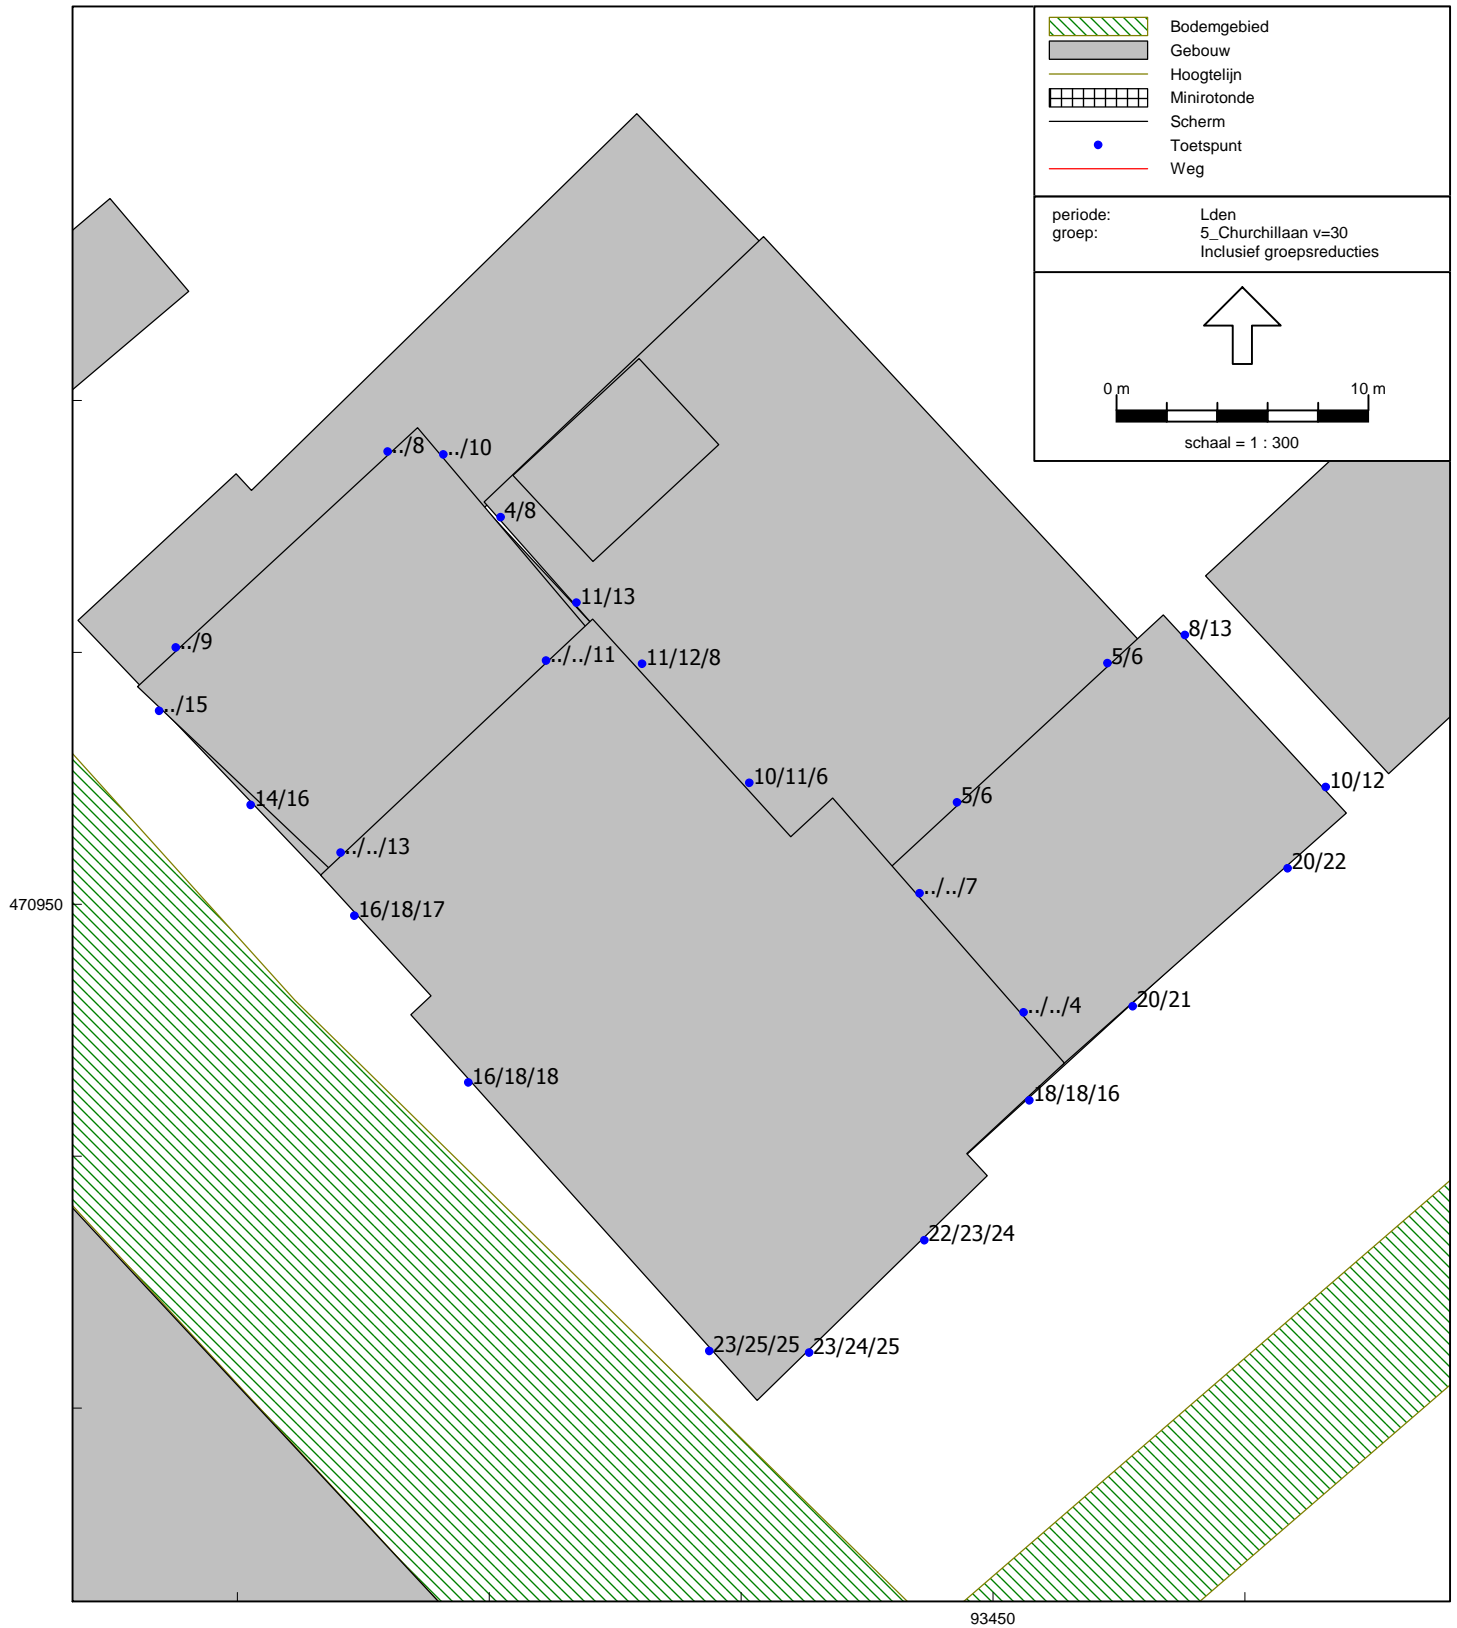 Bodemgebied
Gebouw
Hoogtelijn
Minirotonde
Scherm
Toetspunt
Weg
periode: Lden
groep: 5_Churchillaan v=30
Inclusief groepsreducties
0 m 10 m
schaal = 1 : 300
../8
../10
4/8
11/13
8/13
../9
../../11
11/12/8
5/6
../15
10/11/6
10/12
14/16
5/6
../../13
20/22
../../7
470950
16/18/17
../../4
20/21
16/18/18
18/18/16
22/23/24
23/25/25
23/24/25
93450